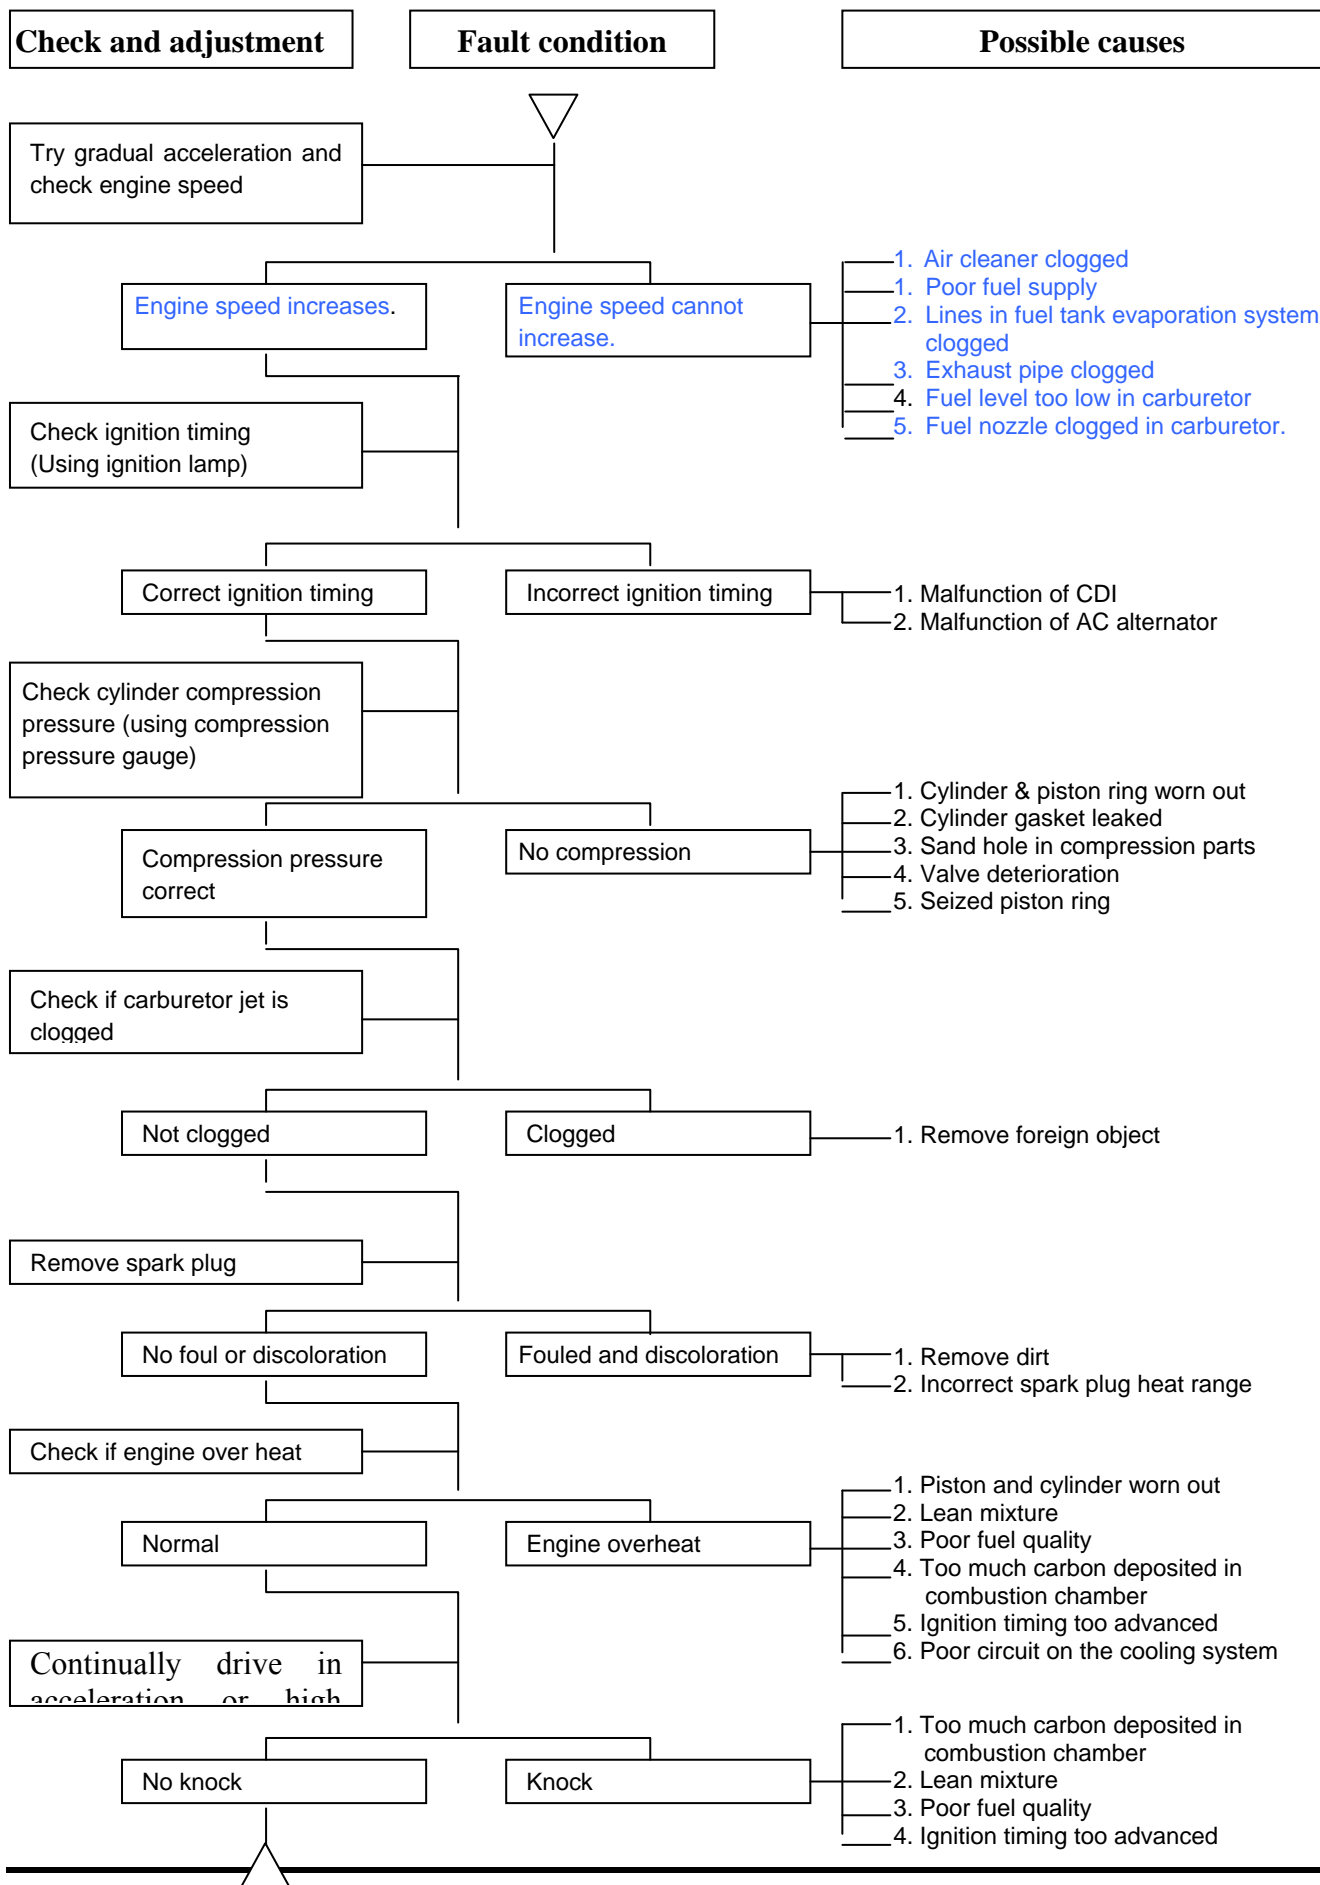 Check and adjustment
Fault condition
Possible causes
Try gradual acceleration and
check engine speed
Engine speed increases.
Engine speed cannot
increase.
1. Air cleaner clogged
1. Poor fuel supply
2. Lines in fuel tank evaporation system
clogged
3. Exhaust pipe clogged
4. Fuel level too low in carburetor
5. Fuel nozzle clogged in carburetor.
Check ignition timing
(Using ignition lamp)
Correct ignition timing
Incorrect ignition timing
1. Malfunction of CDI
2. Malfunction of AC alternator
Check cylinder compression
pressure (using compression
pressure gauge)
Compression pressure
correct
No compression
1. Cylinder & piston ring worn out
2. Cylinder gasket leaked
3. Sand hole in compression parts
4. Valve deterioration
5. Seized piston ring
Check if carburetor jet is
clogged
Not clogged
Clogged
1. Remove foreign object
Remove spark plug
No foul or discoloration
Fouled and discoloration
1. Remove dirt
2. Incorrect spark plug heat range
Check if engine over heat
Normal
Engine overheat
1. Piston and cylinder worn out
2. Lean mixture
3. Poor fuel quality
4. Too much carbon deposited in
combustion chamber
5. Ignition timing too advanced
6. Poor circuit on the cooling system
Continually drive in
acceleration or high
No knock
Knock
1. Too much carbon deposited in
combustion chamber
2. Lean mixture
3. Poor fuel quality
4. Ignition timing too advanced